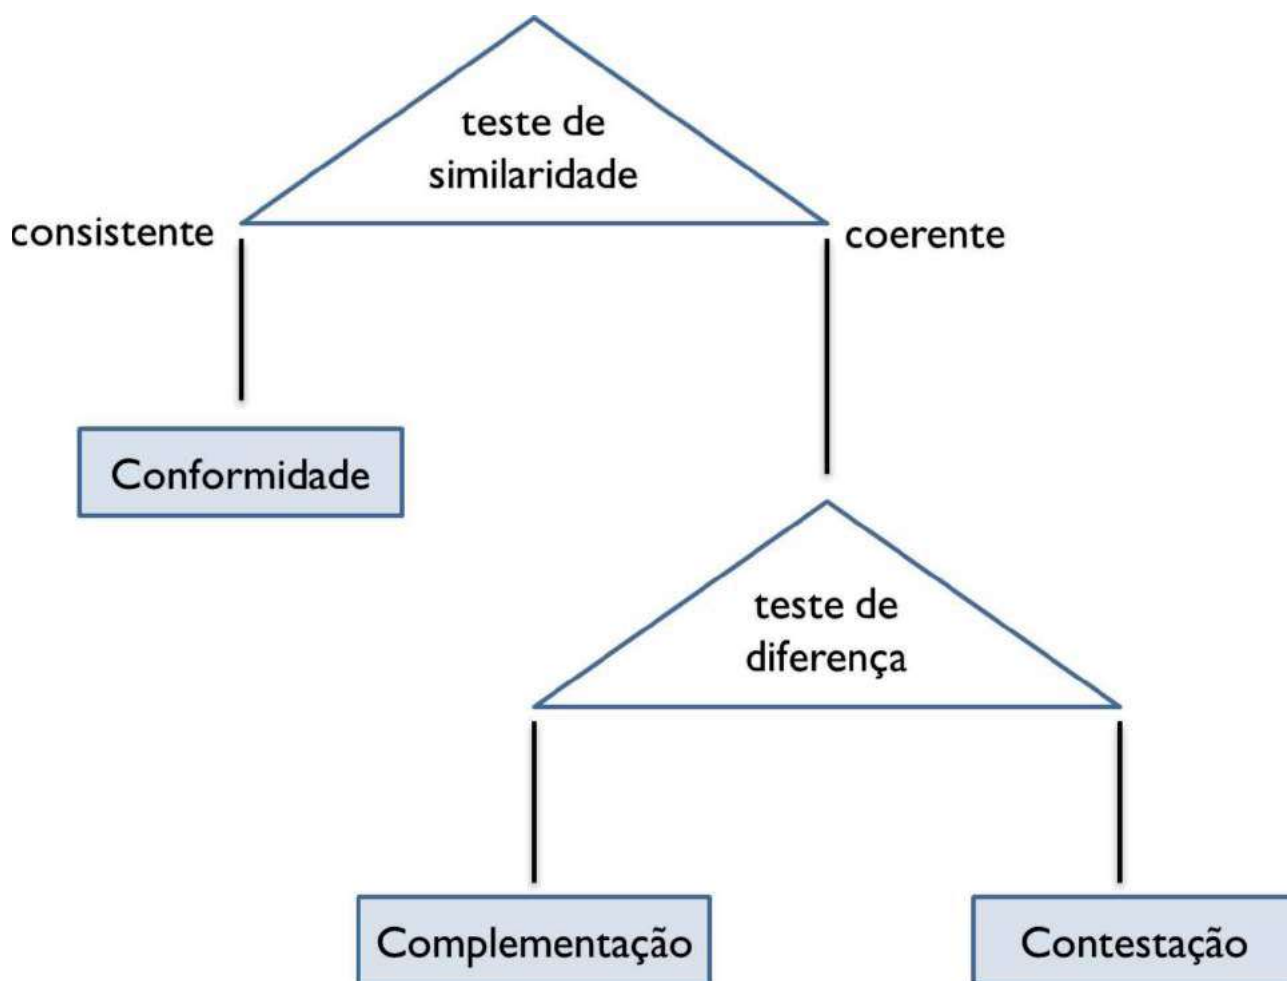 teste de
similaridade
consistente
coerente
Conformidade
teste de
diferença
Complementação
Contestação